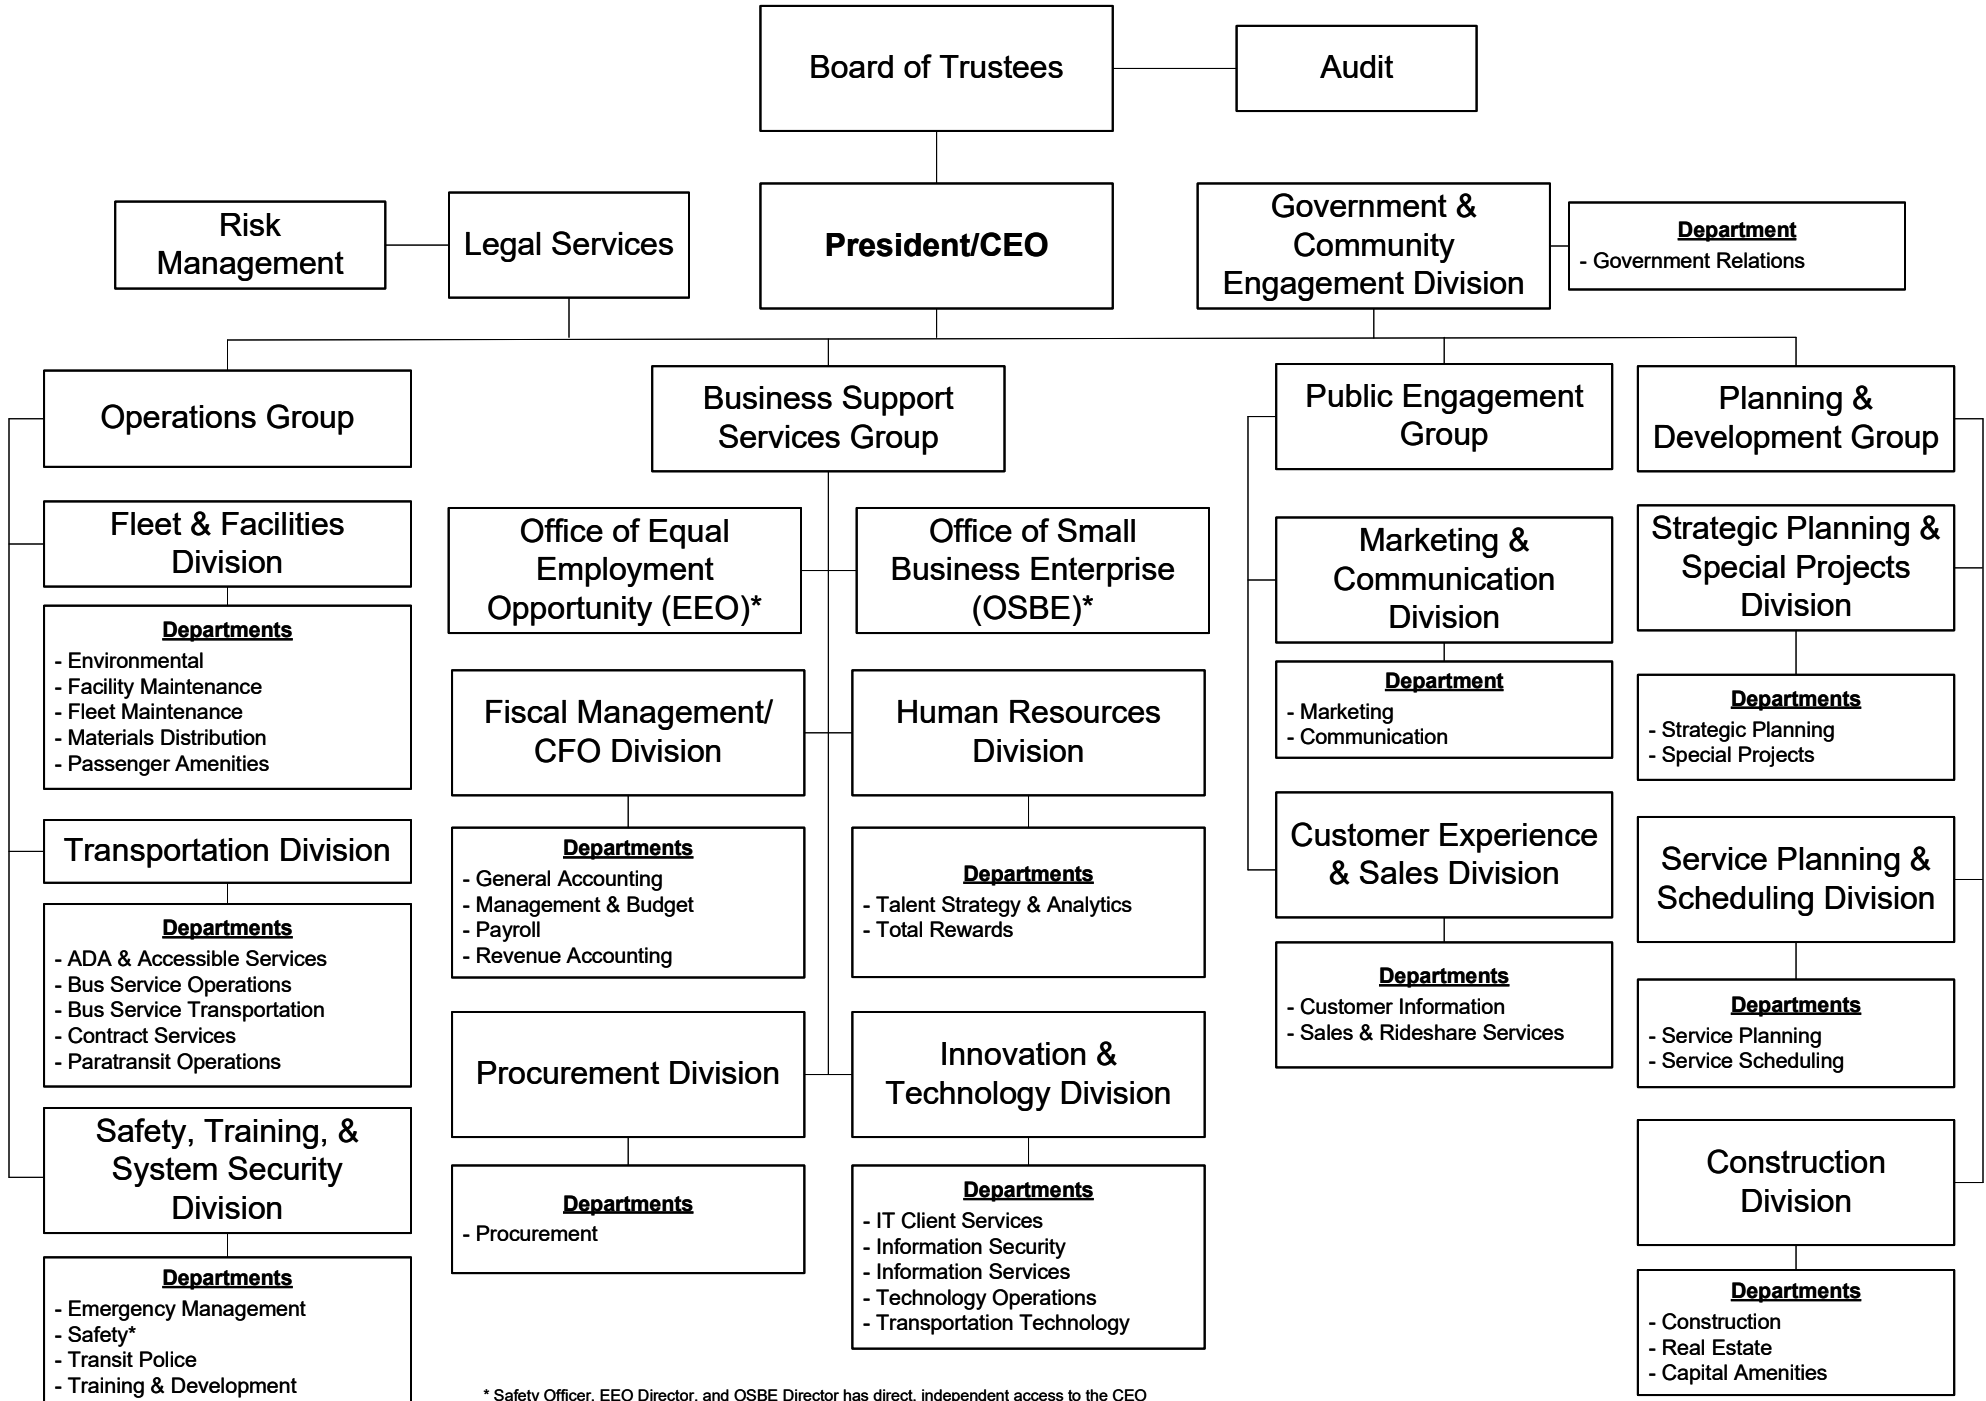 Board of Trustees
Audit
Risk
Management
Legal Services
President/CEO
Government &
Community
Engagement Division
Department
- Government Relations
Operations Group
Business Support
Services Group
Public Engagement
Group
Planning &
Development Group
Fleet & Facilities
Division
Departments
- Environmental
- Facility Maintenance
- Fleet Maintenance
- Materials Distribution
- Passenger Amenities
Transportation Division
Departments
- ADA & Accessible Services
- Bus Service Operations
- Bus Service Transportation
- Contract Services
- Paratransit Operations
Safety, Training, &
System Security
Division
Departments
- Emergency Management
- Safety*
- Transit Police
- Training & Development
Office of Equal
Employment
Opportunity (EEO)*
Office of Small
Business Enterprise
(OSBE)*
Fiscal Management/
CFO Division
Departments
- General Accounting
- Management & Budget
- Payroll
- Revenue Accounting
Human Resources
Division
Departments
- Talent Strategy & Analytics
- Total Rewards
Procurement Division
Departments
- Procurement
Innovation &
Technology Division
Departments
- IT Client Services
- Information Security
- Information Services
- Technology Operations
- Transportation Technology
Marketing &
Communication
Division
Department
- Marketing
- Communication
Customer Experience
& Sales Division
Departments
- Customer Information
- Sales & Rideshare Services
Strategic Planning &
Special Projects
Division
Departments
- Strategic Planning
- Special Projects
Service Planning &
Scheduling Division
Departments
- Service Planning
- Service Scheduling
Construction
Division
Departments
- Construction
- Real Estate
- Capital Amenities
* Safety Officer, EEO Director, and OSBE Director has direct, independent access to the CEO